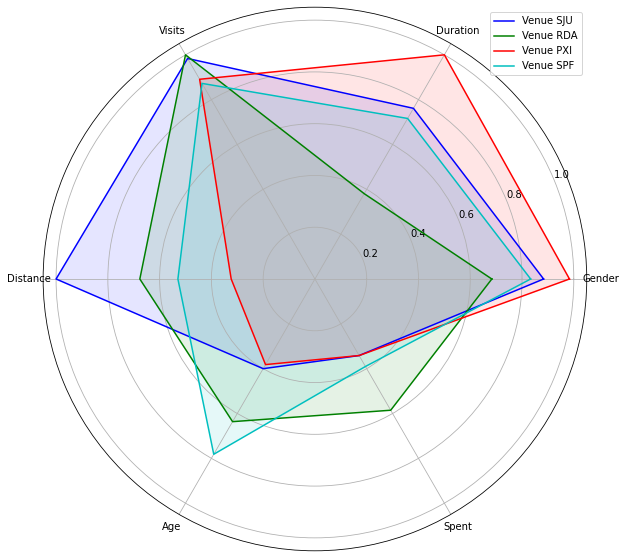 Venue SJU
Venue RDA
Venue PXI
Venue SPF
Visits
Duration
1.0
0.8
0.6
0.4
0.2
Distance
Gender
Age
Spent